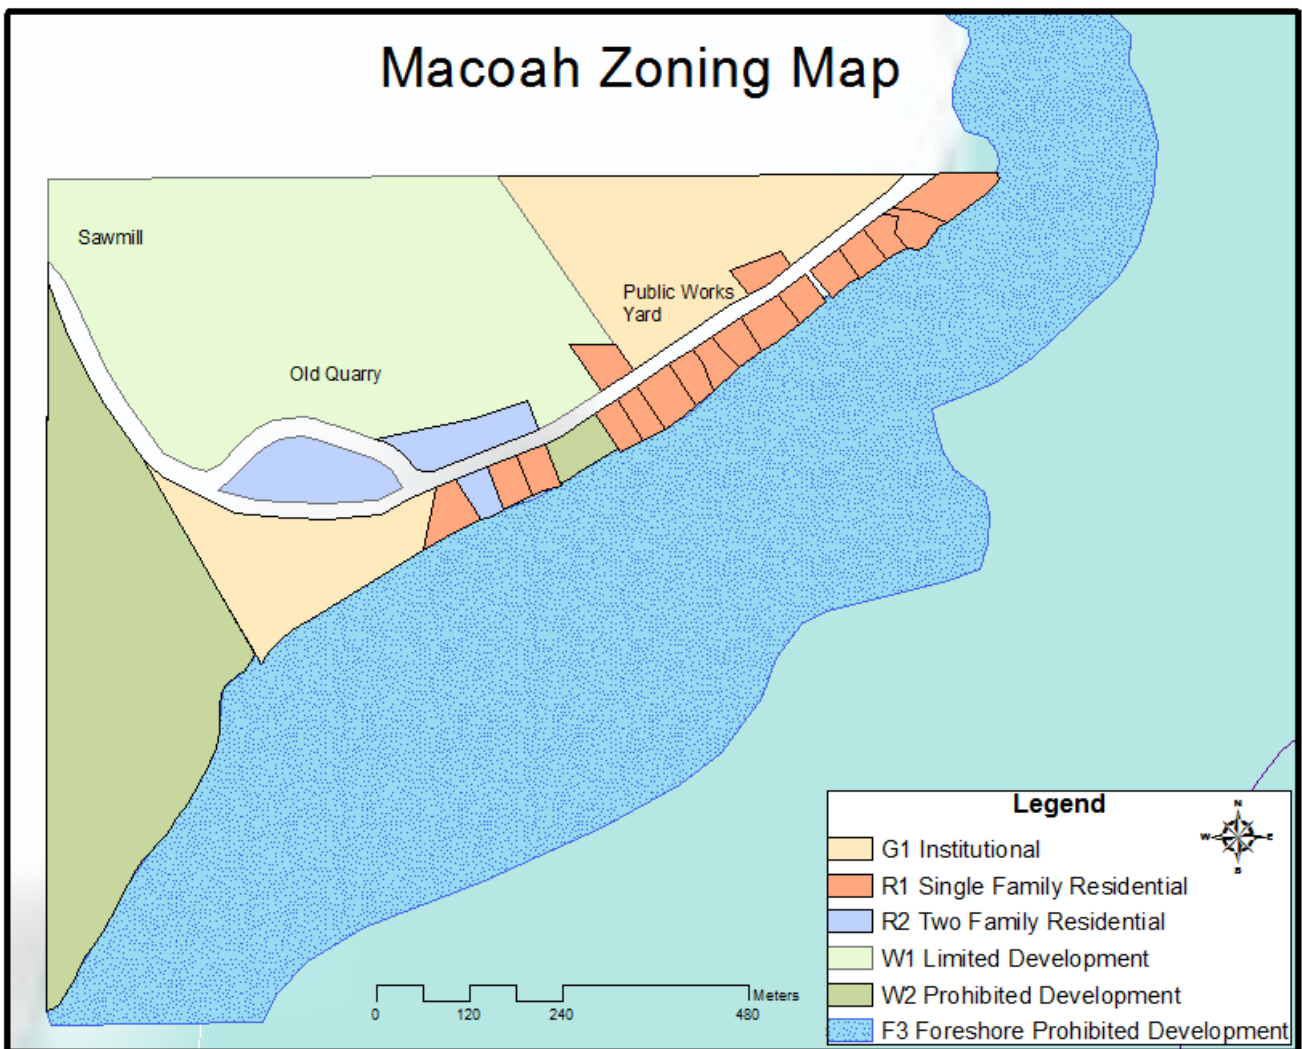 Macoah Zoning Map
Sawmill
Public Works
Yard
Old Quarry
Legend
N
W
E
S
G1 Institutional
R1 Single Family Residential
R2 Two Family Residential
W1 Limited Development
W2 Prohibited Development
F3 Foreshore Prohibited Development
Meters
0 120 240 480